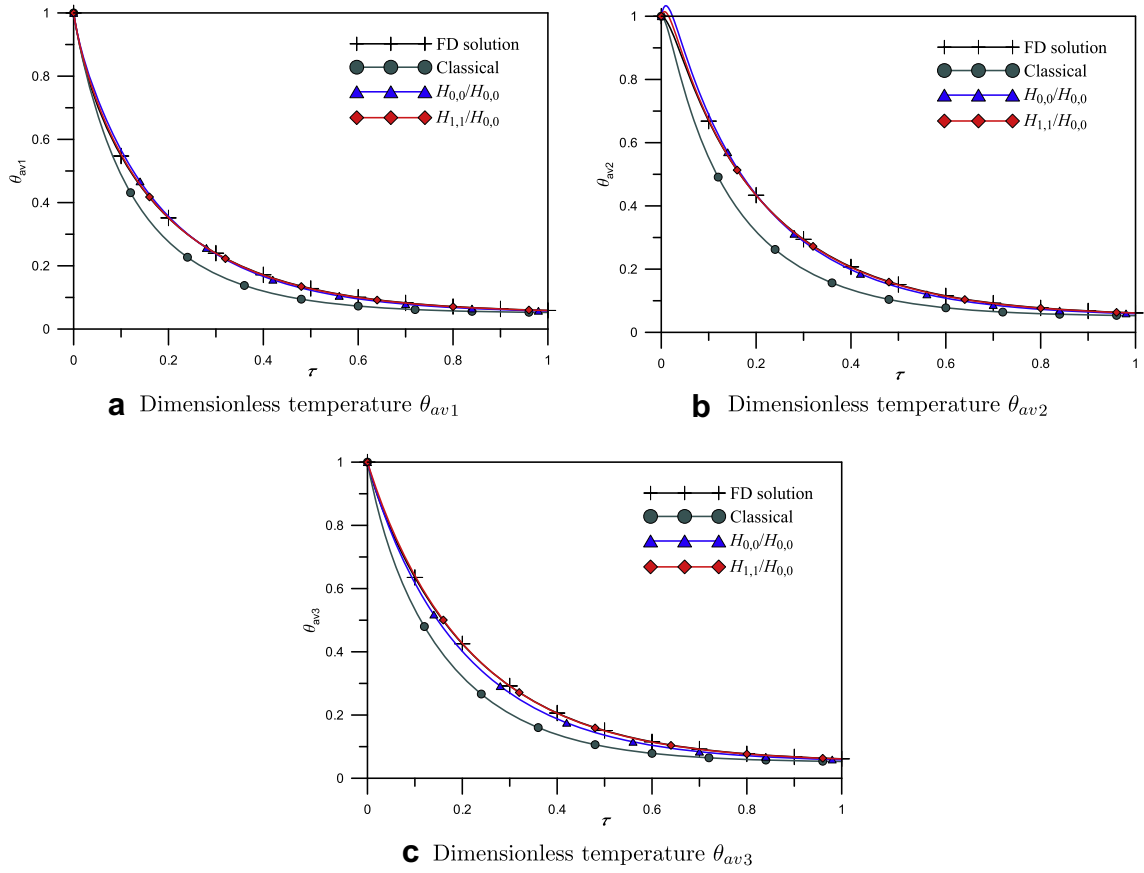 1
0.8
0.6
0.4
0.2
0
θav1
FD solution
Classical
H0,0/H0,0
H1,1/H0,0
0 0.2 0.4 0.6 0.8 1
τ
a Dimensionless temperature θav1
1
0.8
0.6
0.4
0.2
0
θav2
FD solution
Classical
H0,0/H0,0
H1,1/H0,0
0 0.2 0.4 0.6 0.8 1
τ
b Dimensionless temperature θav2
1
0.8
0.6
0.4
0.2
0
θav3
FD solution
Classical
H0,0/H0,0
H1,1/H0,0
0 0.2 0.4 0.6 0.8 1
τ
c Dimensionless temperature θav3